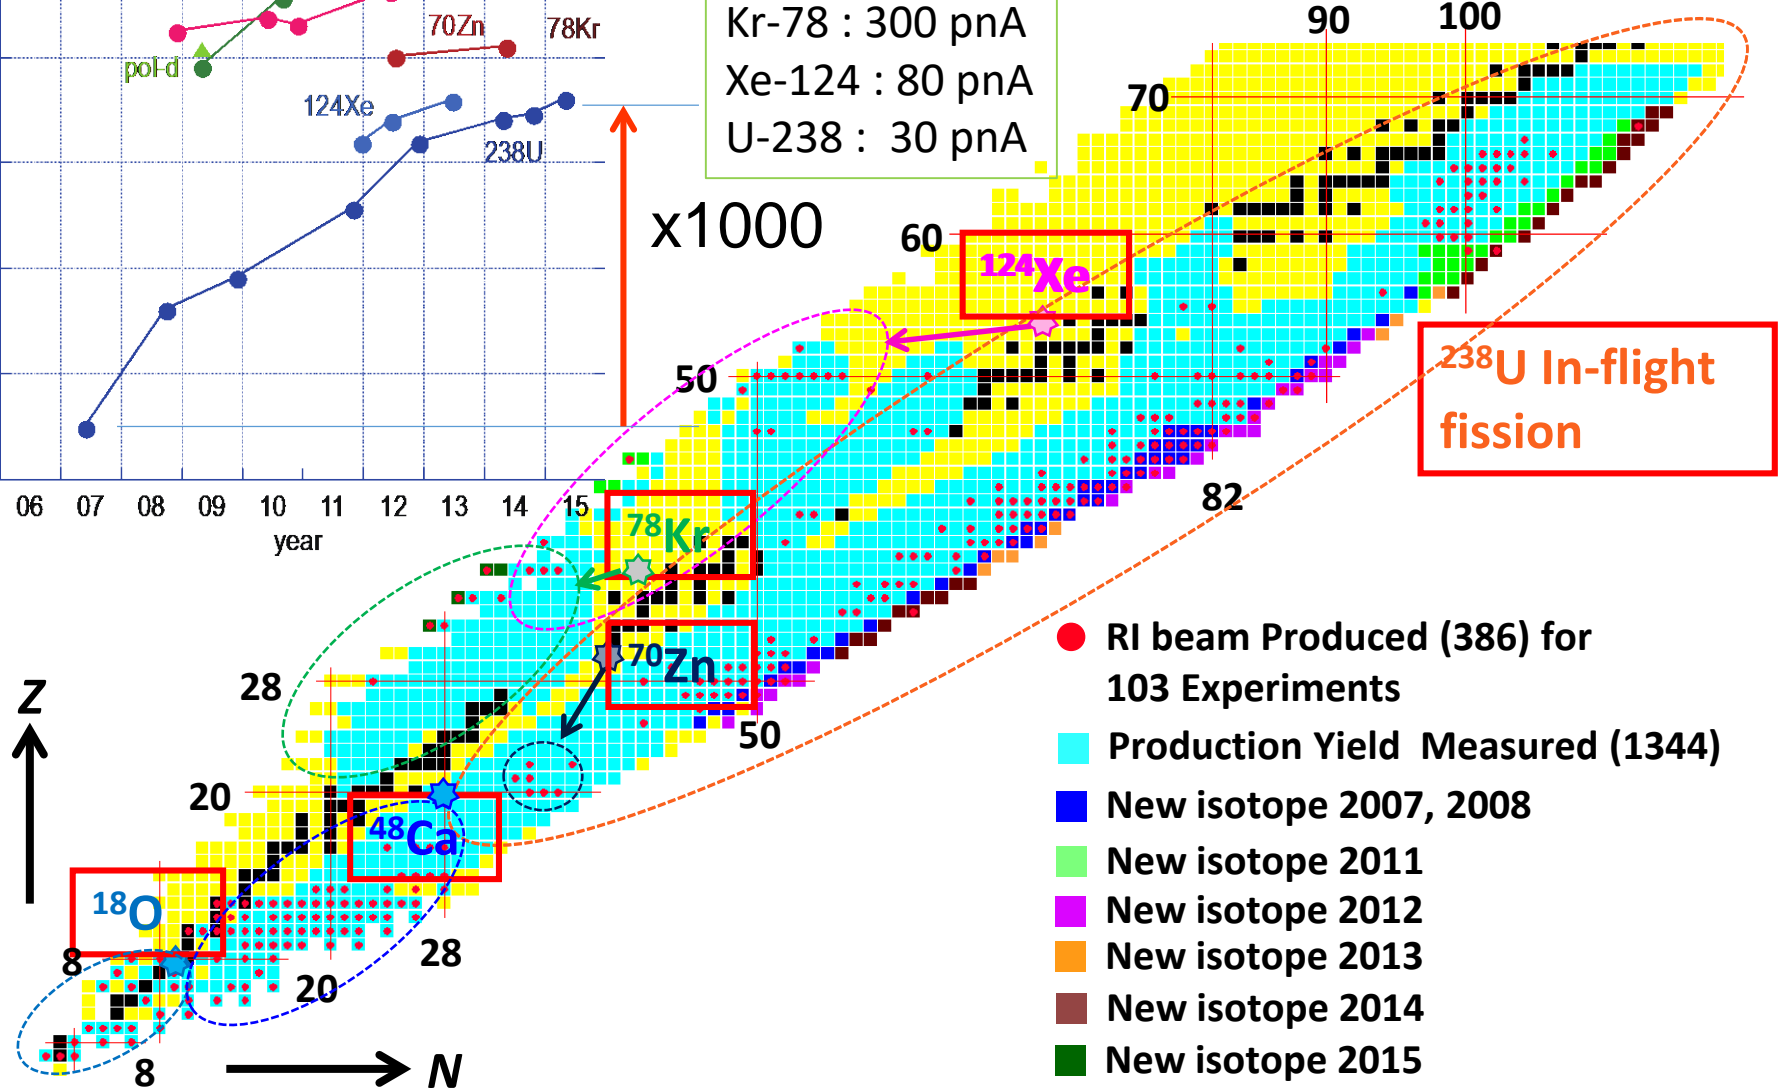 70Zn
78Kr
pol-d
124Xe
238U
06 07 08 09 10 11 12 13 14 15
year
Kr-78 : 300 pnA
Xe-124 : 80 pnA
U-238 : 30 pnA
x1000
90
100
70
60
50
124Xe
238U In-flight
fission
82
78Kr
70Zn
28
50
20
48Ca
18O
8
28
20
8
Z
N
RI beam Produced (386) for
103 Experiments
Production Yield Measured (1344)
New isotope 2007, 2008
New isotope 2011
New isotope 2012
New isotope 2013
New isotope 2014
New isotope 2015